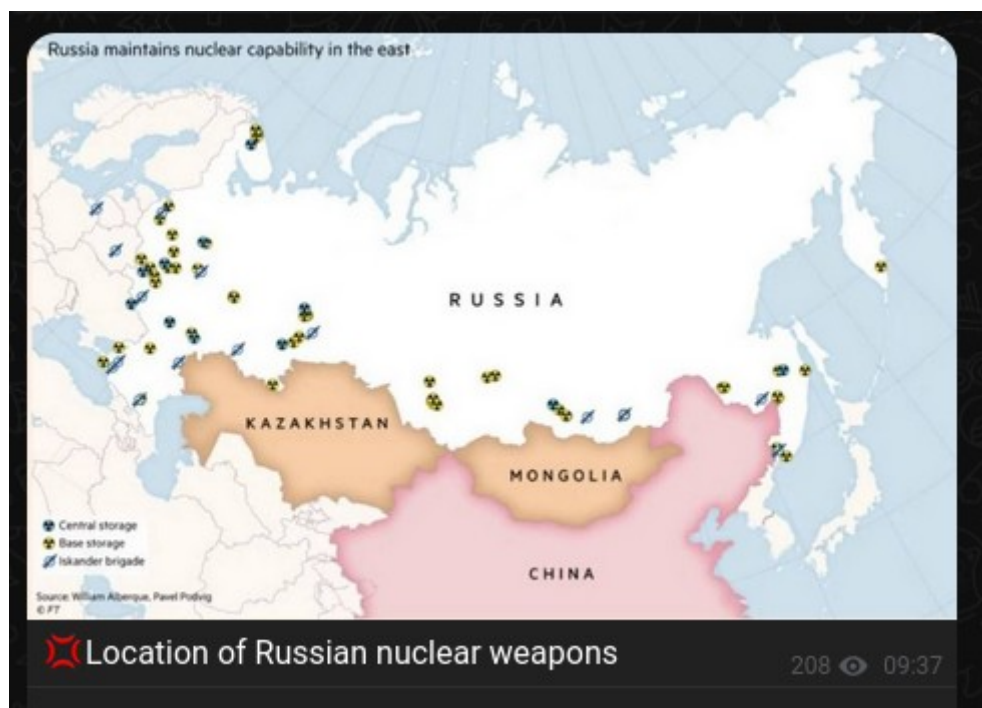 Russia maintains nuclear capability in the east
RUSSIA
KAZAKHSTAN
MONGOLIA
CHINA
Central storage
Base storage
Iskander brigade
Source: William Alberque, Pavel Podvig
© FT
Location of Russian nuclear weapons
208 09:37